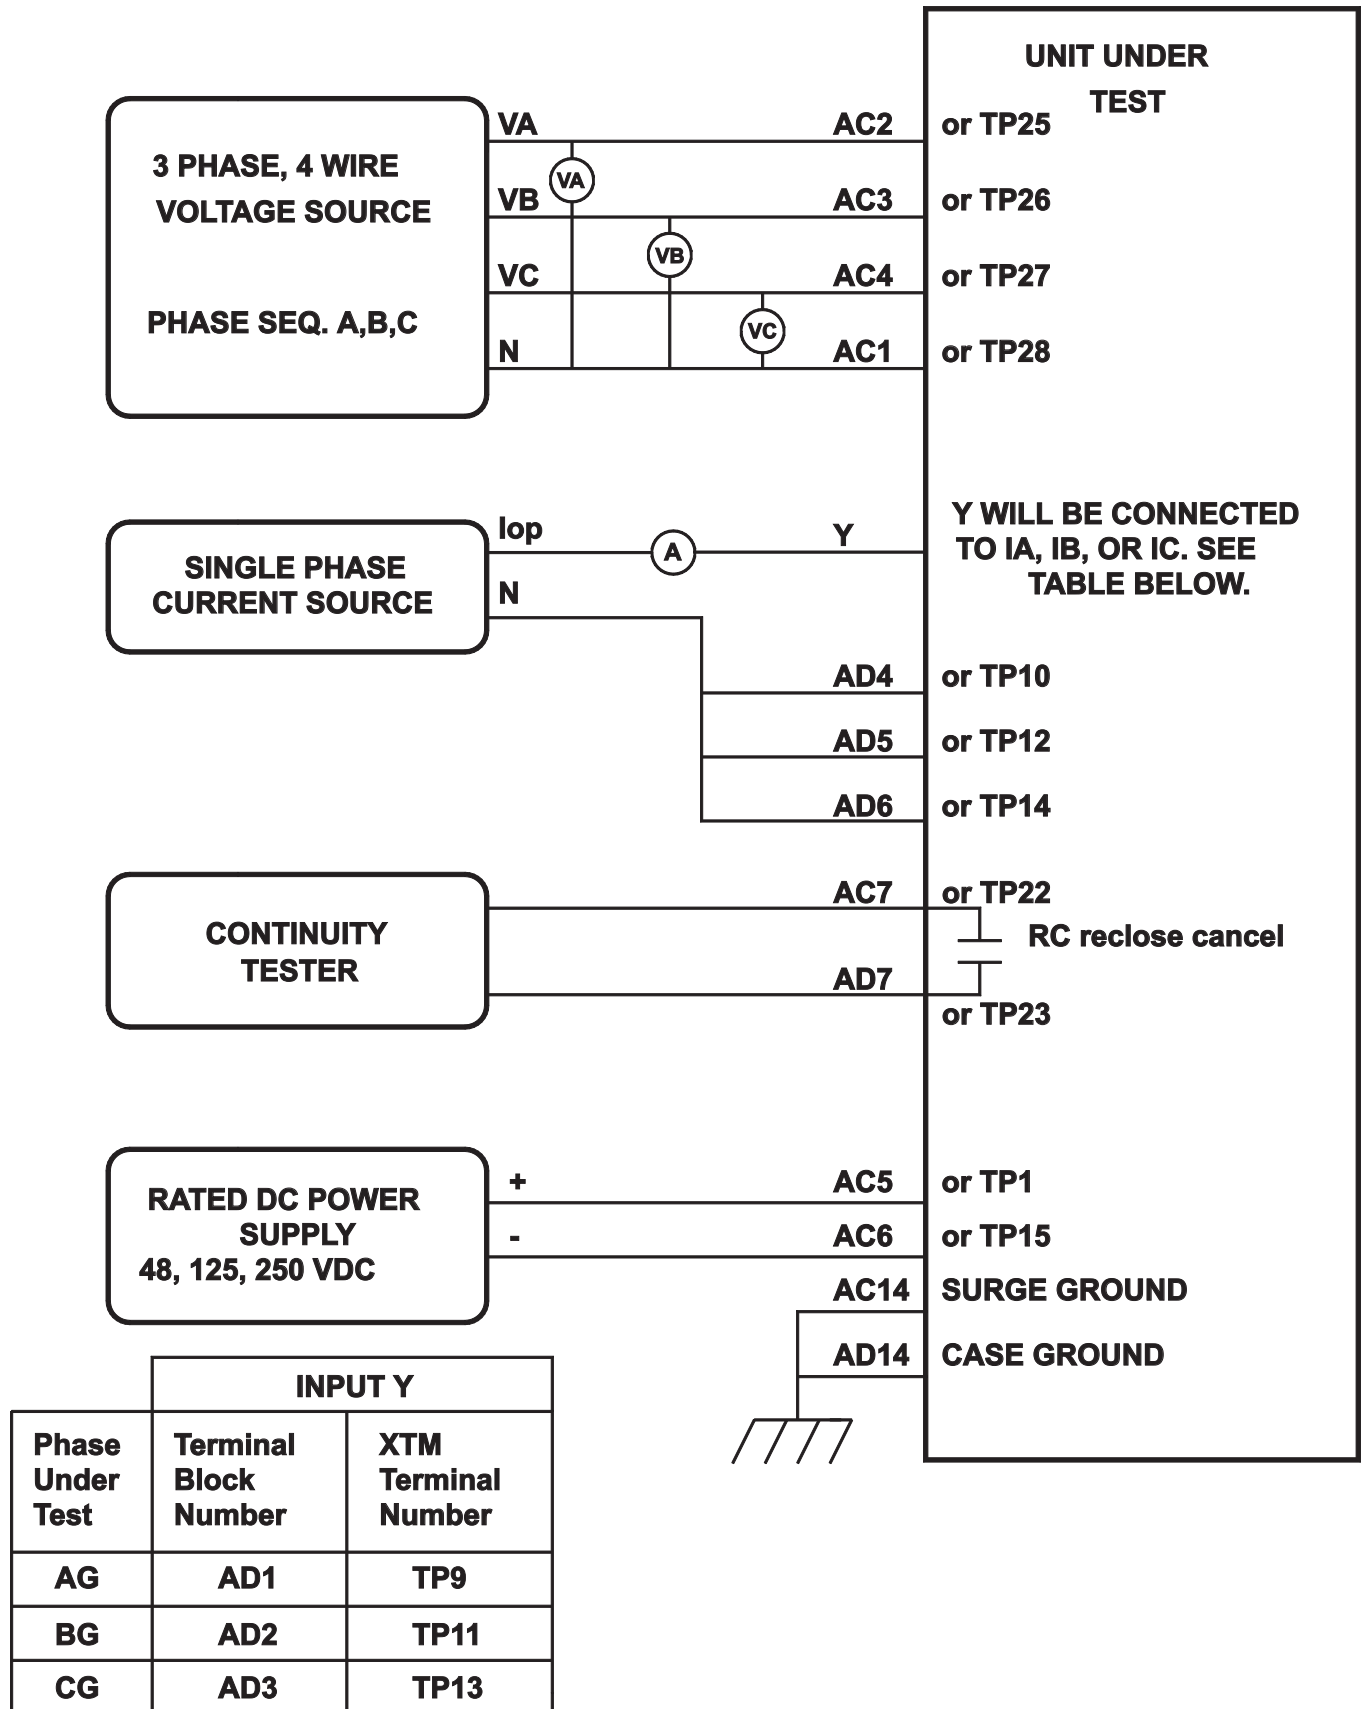 UNIT UNDER
TEST
3 PHASE, 4 WIRE
VOLTAGE SOURCE
PHASE SEQ. A,B,C
VA
AC2
or TP25
VA
VB
AC3
or TP26
VB
VC
AC4
or TP27
VC
N
AC1
or TP28
SINGLE PHASE
CURRENT SOURCE
Iop
A
Y
Y WILL BE CONNECTED
TO IA, IB, OR IC. SEE
TABLE BELOW.
N
AD4
or TP10
AD5
or TP12
AD6
or TP14
CONTINUITY
TESTER
AC7
or TP22
RC reclose cancel
AD7
or TP23
RATED DC POWER
SUPPLY
48, 125, 250 VDC
+
AC5
or TP1
-
AC6
or TP15
AC14
SURGE GROUND
AD14
CASE GROUND
INPUT Y
Phase
Under
Test
Terminal
Block
Number
XTM
Terminal
Number
AG
AD1
TP9
BG
AD2
TP11
CG
AD3
TP13